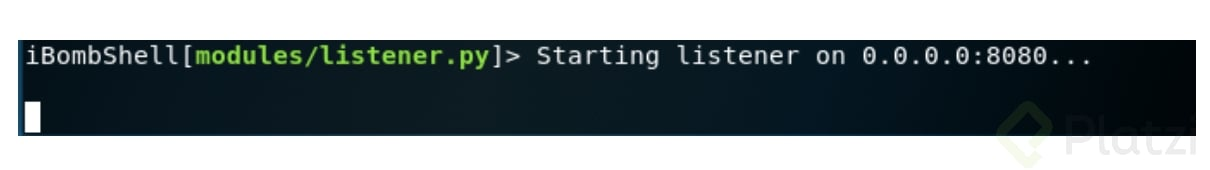 iBombShell[modules/listener.py]> Starting listener on 0.0.0.0:8080...
Platzi